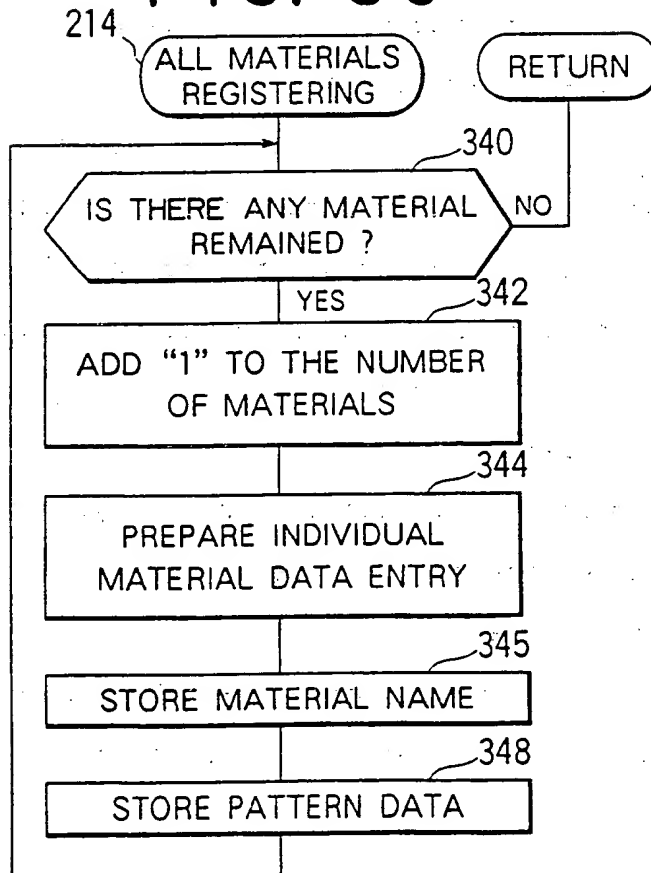 214
ALL MATERIALS
REGISTERING
RETURN
340
IS THERE ANY MATERIAL
REMAINED ?
NO
YES
342
ADD “1” TO THE NUMBER
OF MATERIALS
344
PREPARE INDIVIDUAL
MATERIAL DATA ENTRY
345
STORE MATERIAL NAME
348
STORE PATTERN DATA